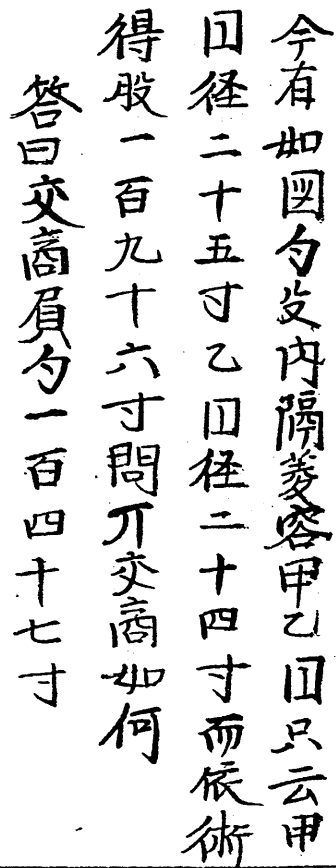 今有如図勾殳内隔菱容甲乙円只云甲
円径二十五寸乙円径二十四寸而依術
得股一百九十六寸問丌交商如何
答曰交商員勾一百四十七寸